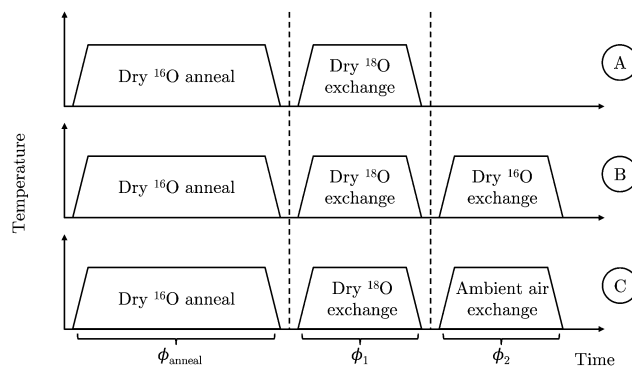 Dry ¹⁶O anneal
Dry ¹⁸O
exchange
A
Dry ¹⁶O anneal
Dry ¹⁸O
exchange
Dry ¹⁶O
exchange
B
Temperature
Dry ¹⁶O anneal
Dry ¹⁸O
exchange
Ambient air
exchange
C
ϕanneal
ϕ₁
ϕ₂
Time